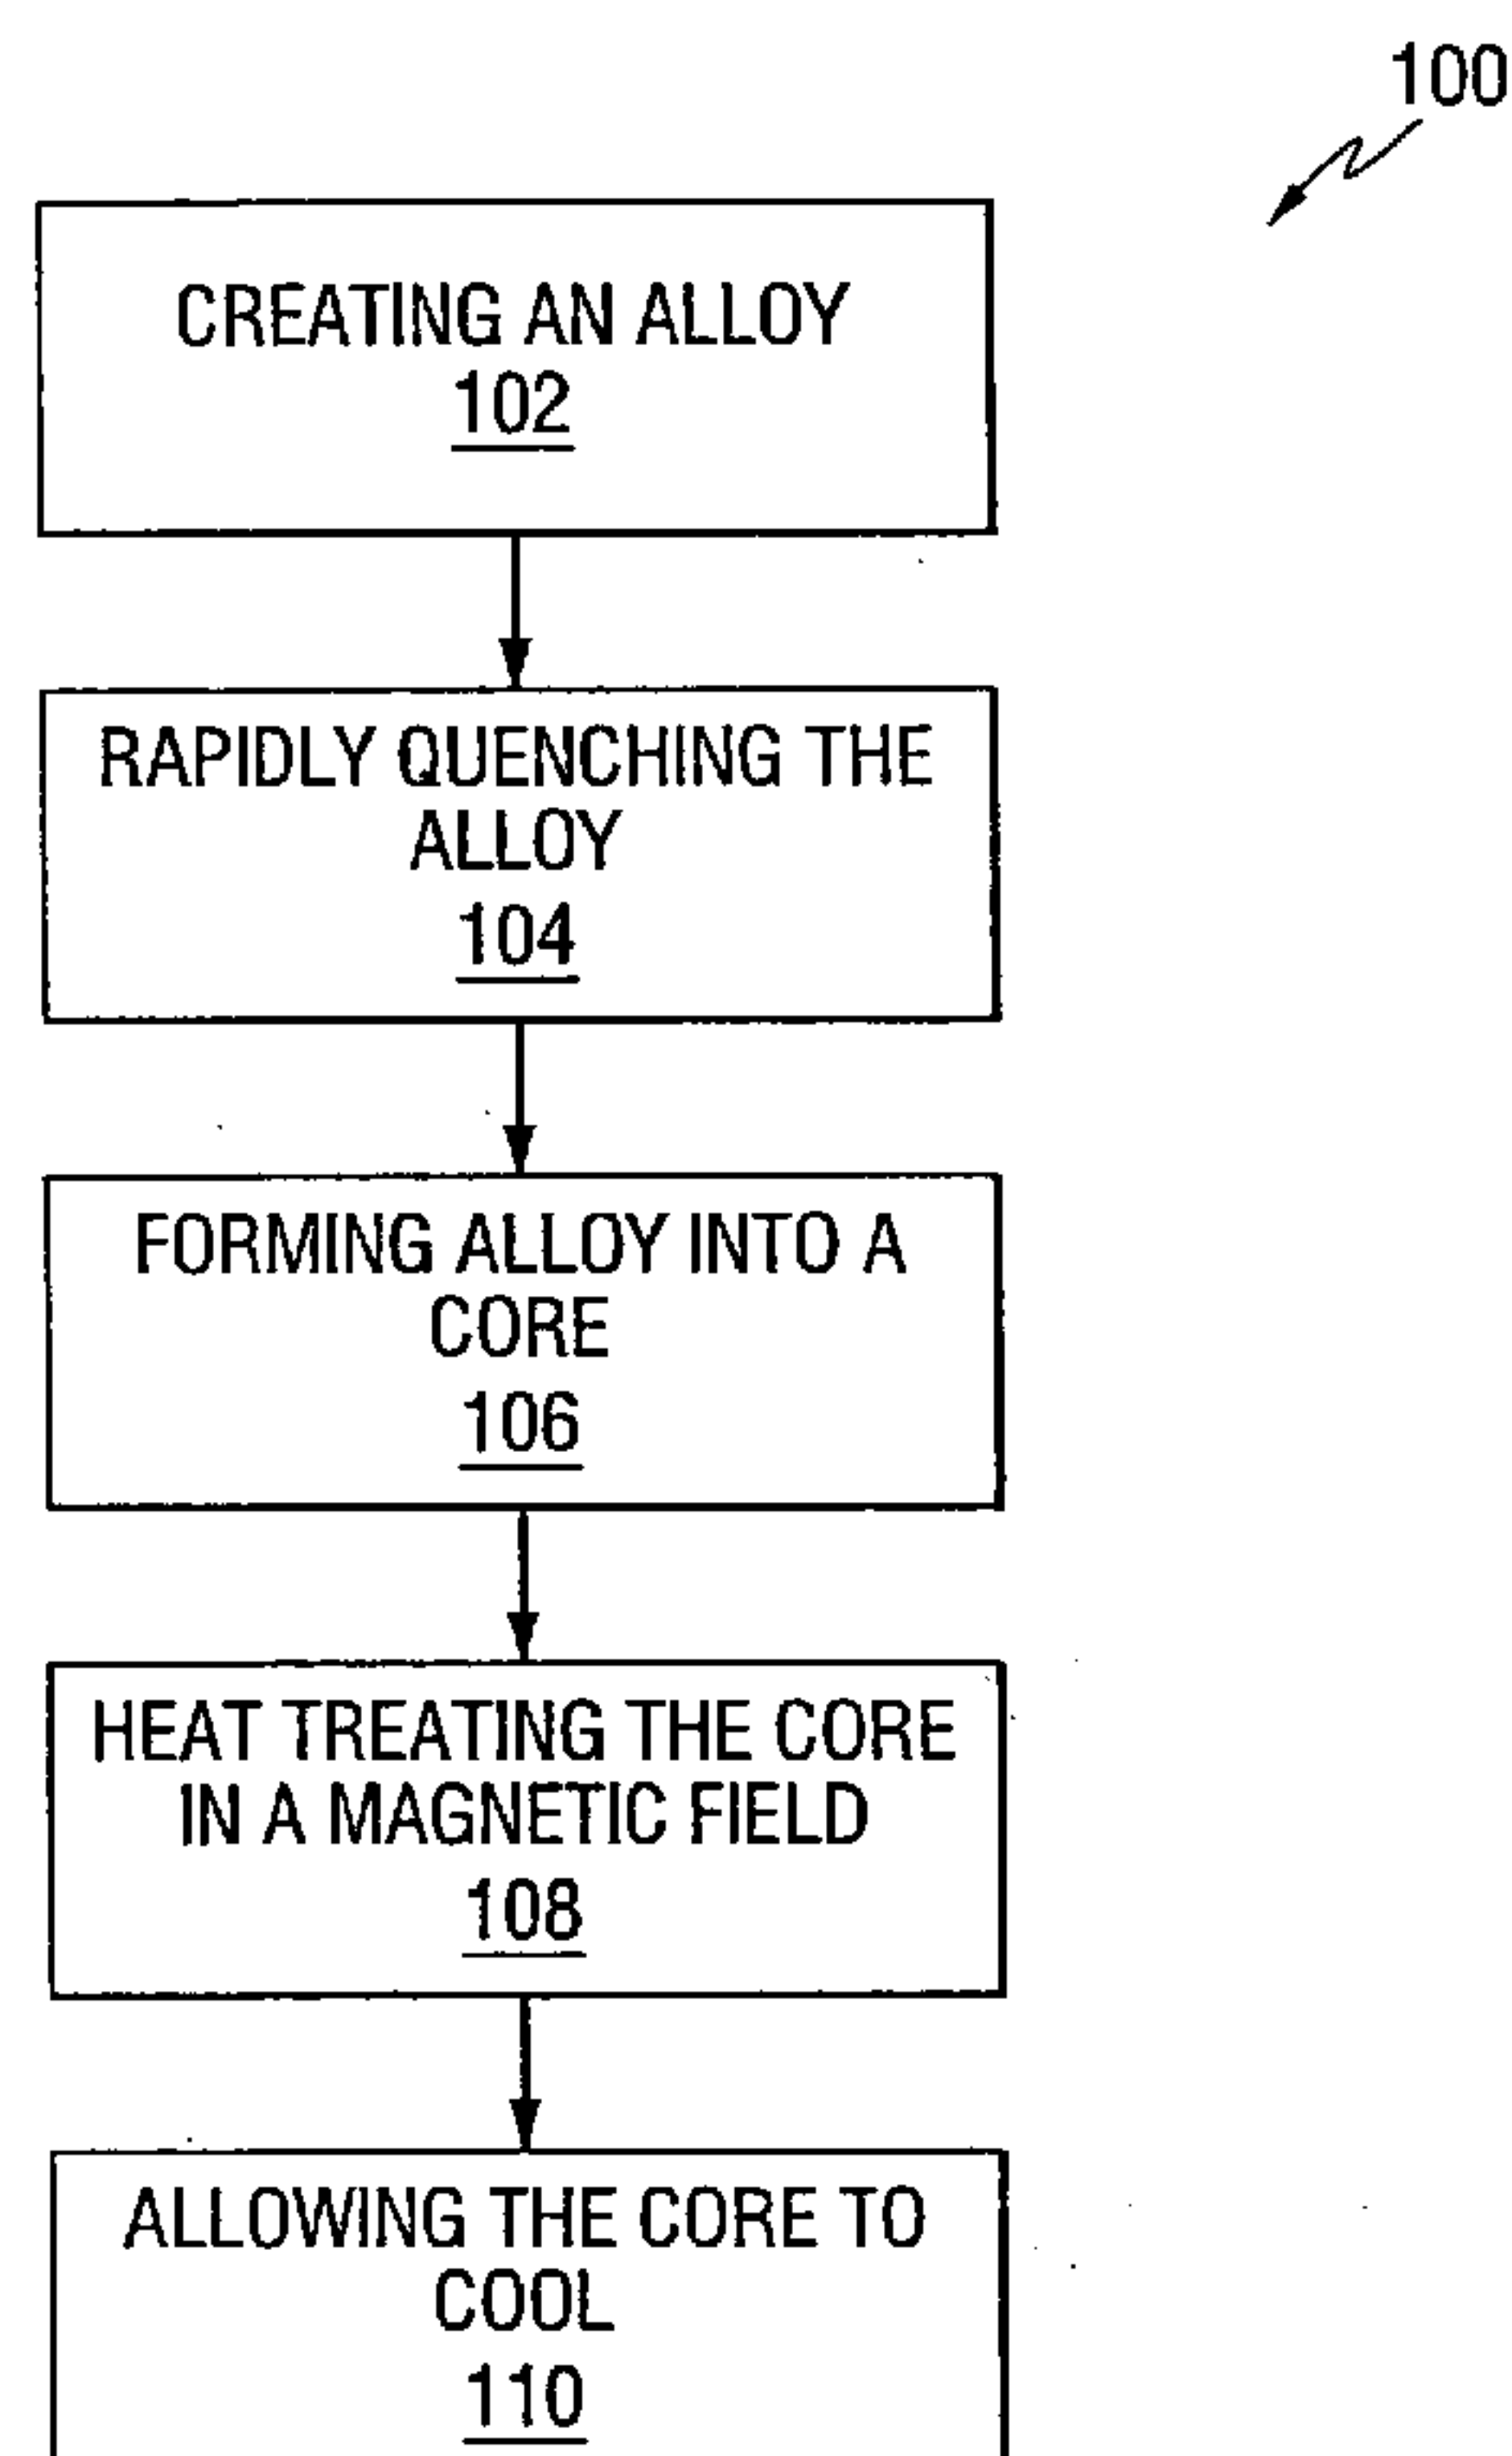 100
CREATING AN ALLOY
102
RAPIDLY QUENCHING THE
ALLOY
104
FORMING ALLOY INTO A
CORE
106
HEAT TREATING THE CORE
IN A MAGNETIC FIELD
108
ALLOWING THE CORE TO
COOL
110